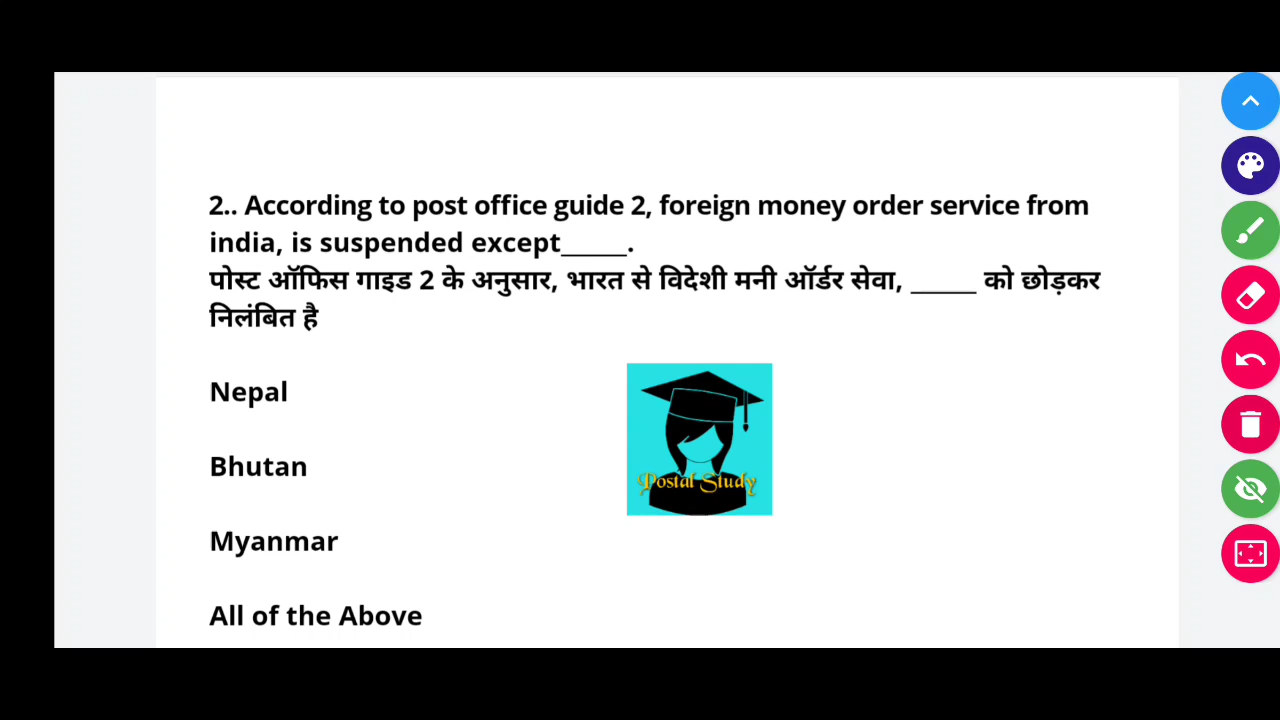 2.. According to post office guide 2, foreign money order service from
india, is suspended except_____.
पोस्ट ऑफिस गाइड 2 के अनुसार, भारत से विदेशी मनी ऑर्डर सेवा, _____ को छोड़कर
निलंबित है
Nepal
Bhutan
Postal Study
Myanmar
All of the Above